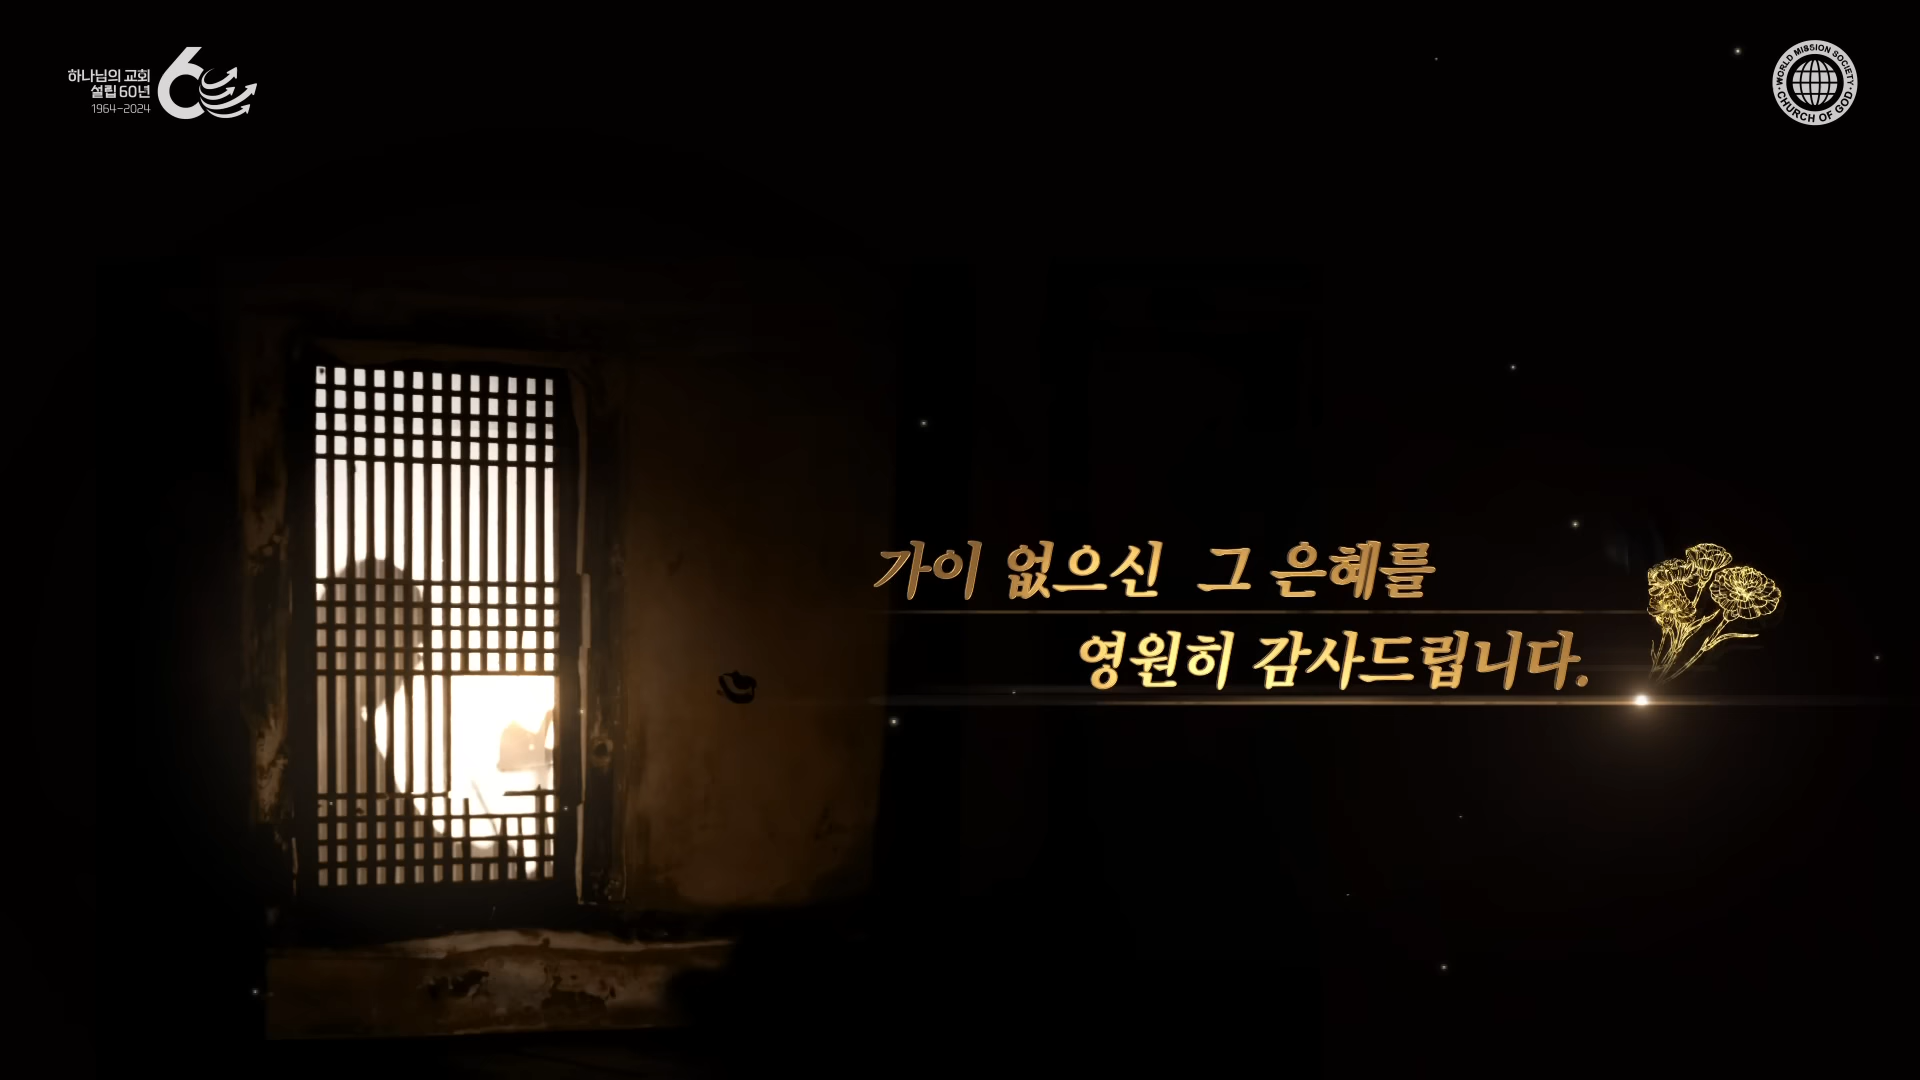 하나님의 교회
설립 60년
1964-2024
60
WORLD MISSION SOCIETY
CHURCH OF GOD
가이 없으신 그 은혜를
영원히 감사드립니다.